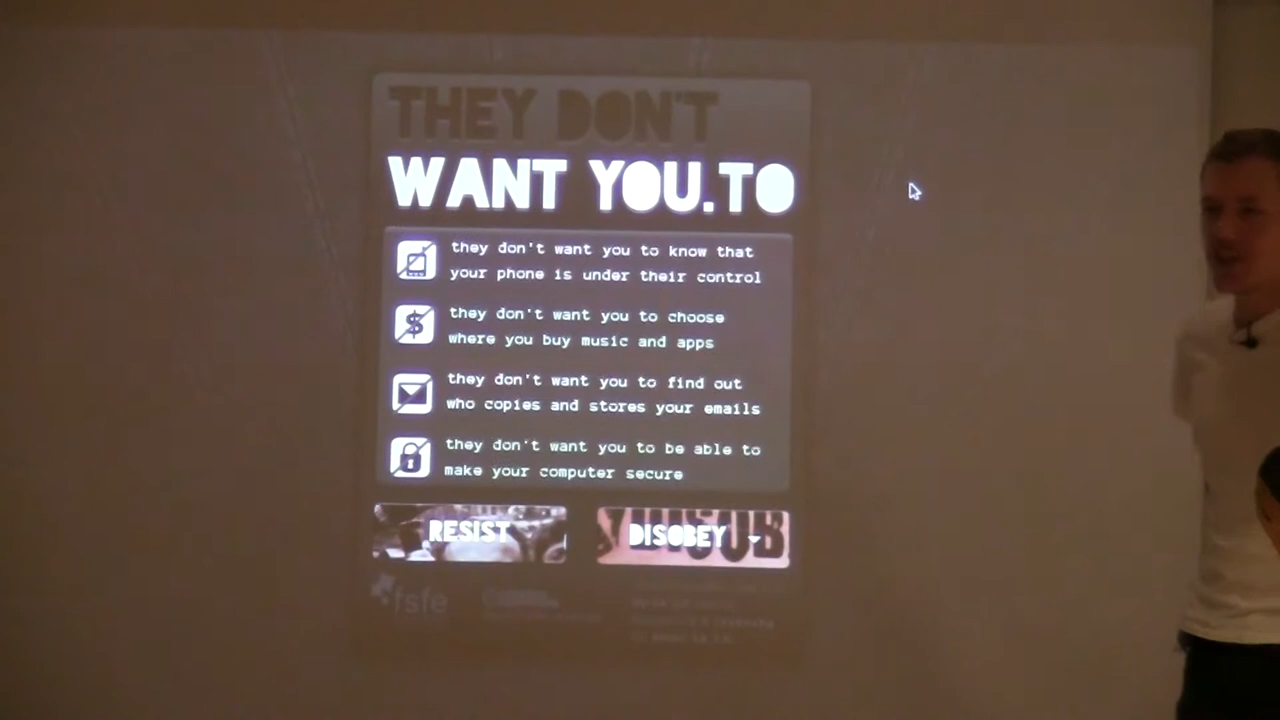 THEY DON'T
WANT YOU.TO
they don't want you to know that
your phone is under their control
$
they don't want you to choose
where you buy music and apps
they don't want you to find out
who copies and stores your emails
they don't want you to be able to
make your computer secure
RESIST
DISOBEY
fsfe